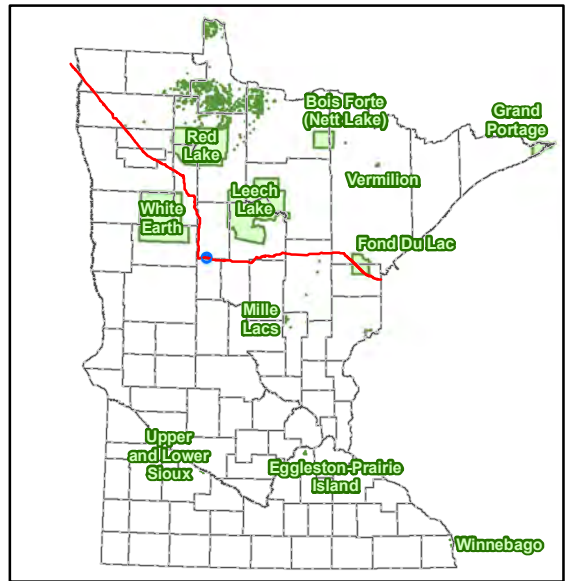 Bois Forte
(Nett Lake)
Grand
Portage
Red
Lake
Vermilion
Leech
Lake
White
Earth
Fond Du Lac
Mille
Lacs
Upper
and Lower
Sioux
Eggleston-Prairie
Island
Winnebago